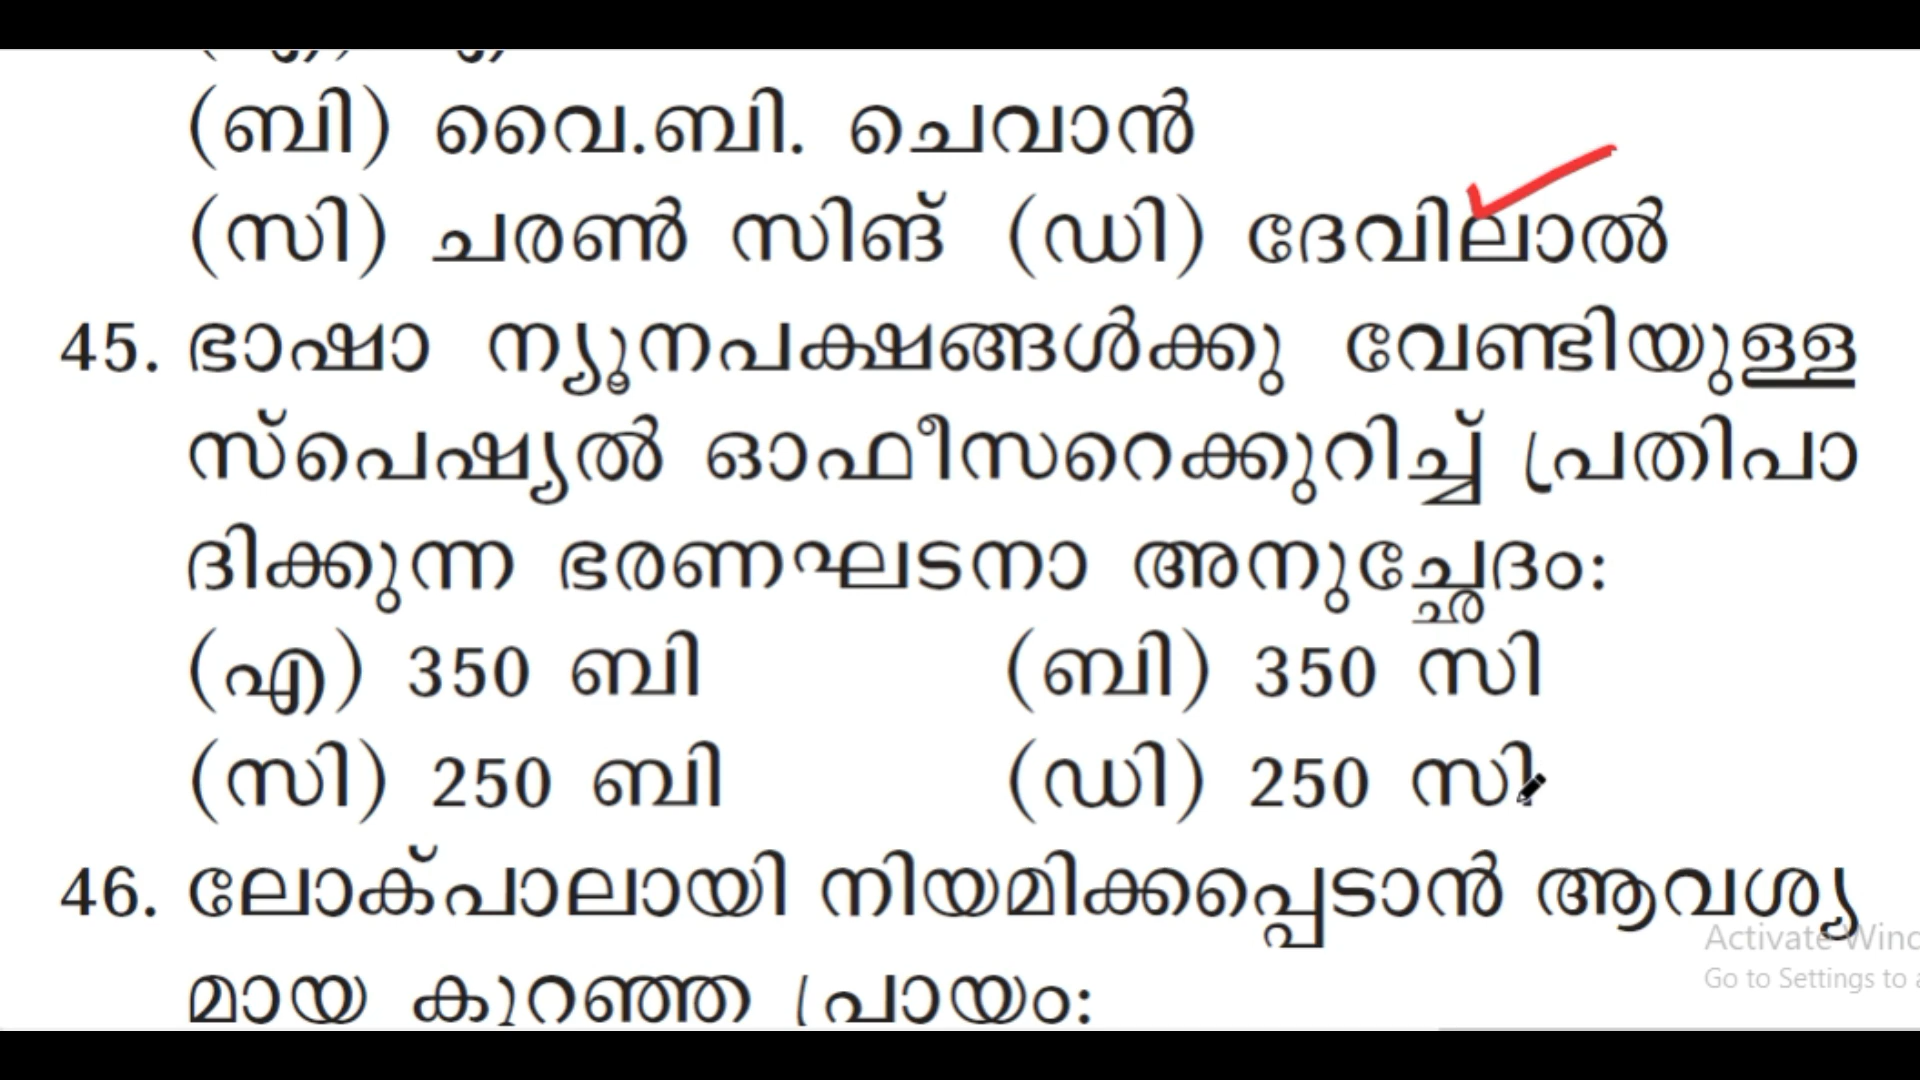 (ബി) വൈ.ബി. ചെവാൻ
(സി) ചരൺ സിങ് (ഡി) ദേവിലാൽ
45. ഭാഷാ ന്യൂനപക്ഷങ്ങൾക്കു വേണ്ടിയുള്ള
സ്പെഷ്യൽ ഓഫീസറെക്കുറിച്ച് പ്രതിപാ
ദിക്കുന്ന ഭരണഘടനാ അനുച്ഛേദം:
(എ) 350 ബി (ബി) 350 സി
(സി) 250 ബി (ഡി) 250 സി
46. ലോക്പാലായി നിയമിക്കപ്പെടാൻ ആവശ്യ
മായ കുറഞ്ഞ പ്രായം:
Activate Winc
Go to Settings to a